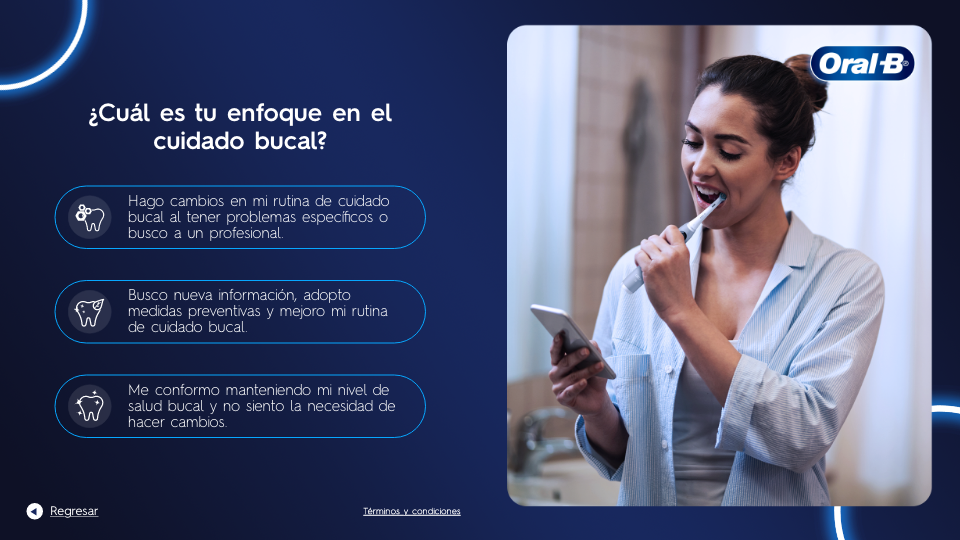 Oral-B®
¿Cuál es tu enfoque en el
cuidado bucal?
Hago cambios en mi rutina de cuidado
bucal al tener problemas específicos o
busco a un profesional.
Busco nueva información, adopto
medidas preventivas y mejoro mi rutina
de cuidado bucal.
Me conformo manteniendo mi nivel de
salud bucal y no siento la necesidad de
hacer cambios.
Regresar
Términos y condiciones